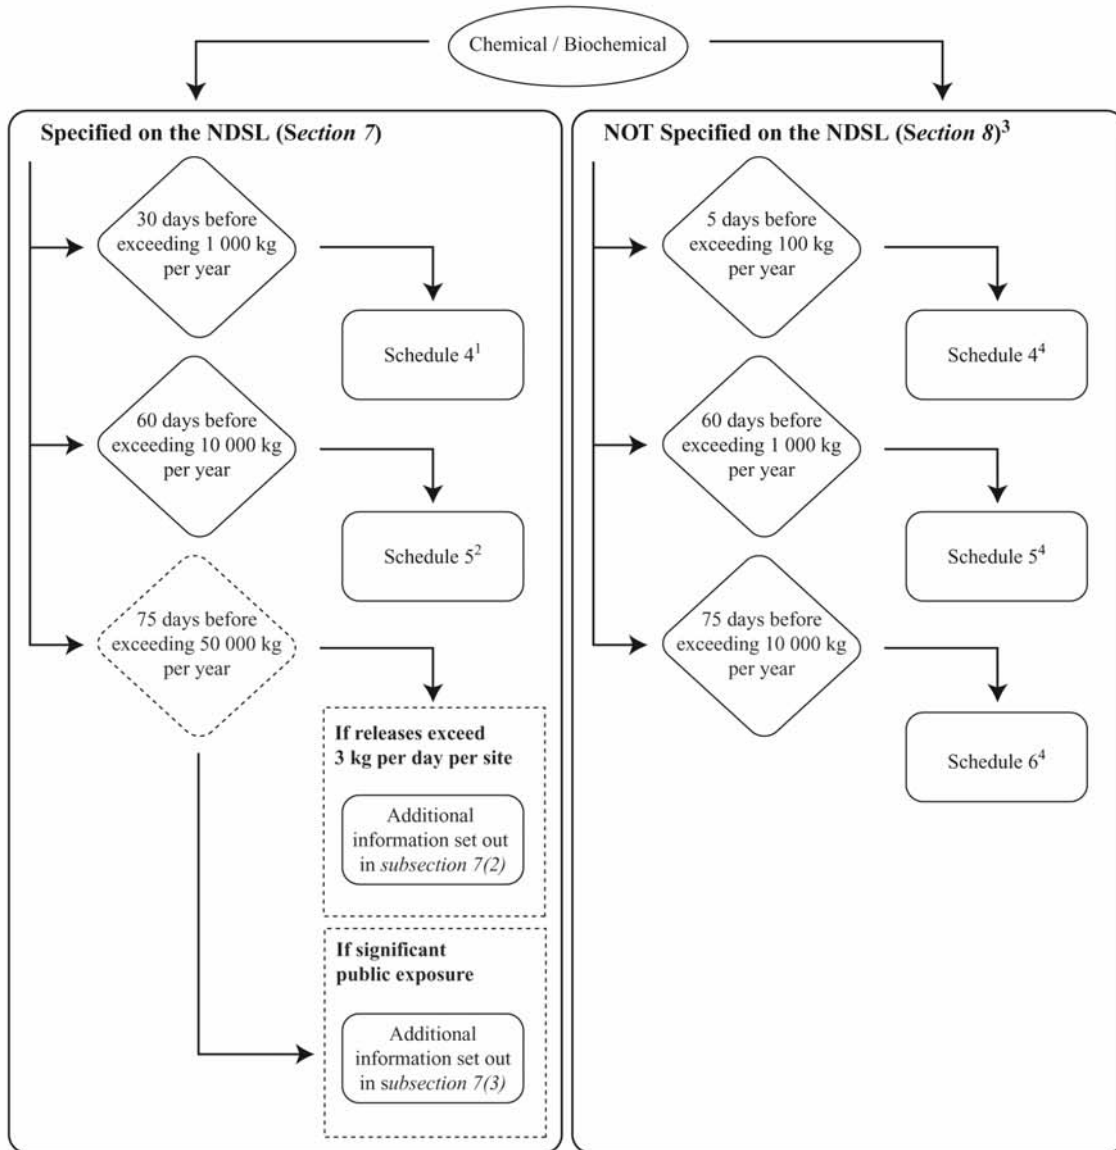 Chemical / Biochemical
Specified on the NDSL (Section 7)
30 days before
exceeding 1 000 kg
per year
Schedule 4¹
60 days before
exceeding 10 000 kg
per year
Schedule 5²
75 days before
exceeding 50 000 kg
per year
If releases exceed
3 kg per day per site
Additional
information set out
in subsection 7(2)
If significant
public exposure
Additional
information set out
in subsection 7(3)
NOT Specified on the NDSL (Section 8)³
5 days before
exceeding 100 kg
per year
Schedule 4⁴
60 days before
exceeding 1 000 kg
per year
Schedule 5⁴
75 days before
exceeding 10 000 kg
per year
Schedule 6⁴